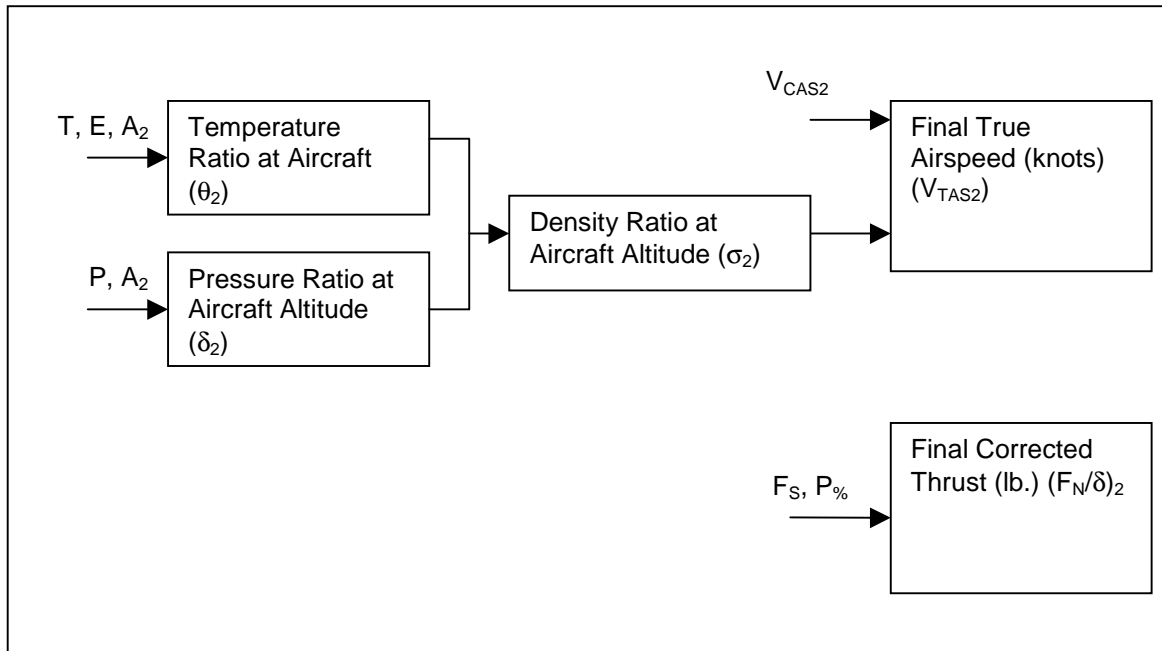 T, E, A₂
Temperature
Ratio at Aircraft
(θ₂)
P, A₂
Pressure Ratio at
Aircraft Altitude
(δ₂)
Density Ratio at
Aircraft Altitude (σ₂)
V_CAS2
Final True
Airspeed (knots)
(V_TAS2)
F_S, P_%
Final Corrected
Thrust (lb.) (F_N/δ)₂